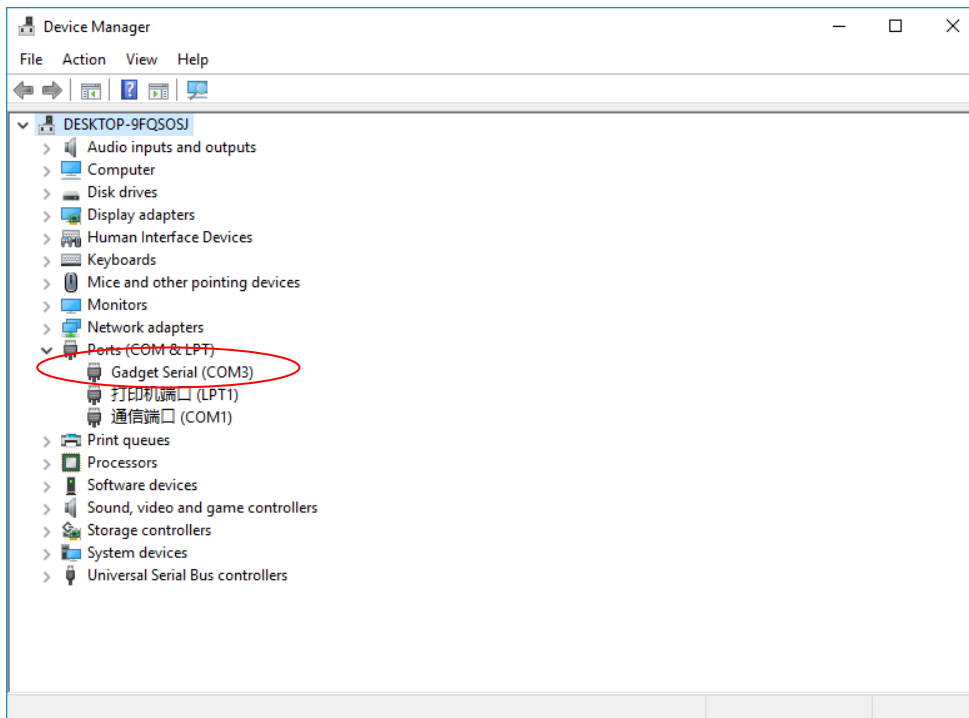 Device Manager
File Action View Help
DESKTOP-9FQSOSJ
Audio inputs and outputs
Computer
Disk drives
Display adapters
Human Interface Devices
Keyboards
Mice and other pointing devices
Monitors
Network adapters
Ports (COM & LPT)
Gadget Serial (COM3)
打印机端口 (LPT1)
通信端口 (COM1)
Print queues
Processors
Software devices
Sound, video and game controllers
Storage controllers
System devices
Universal Serial Bus controllers